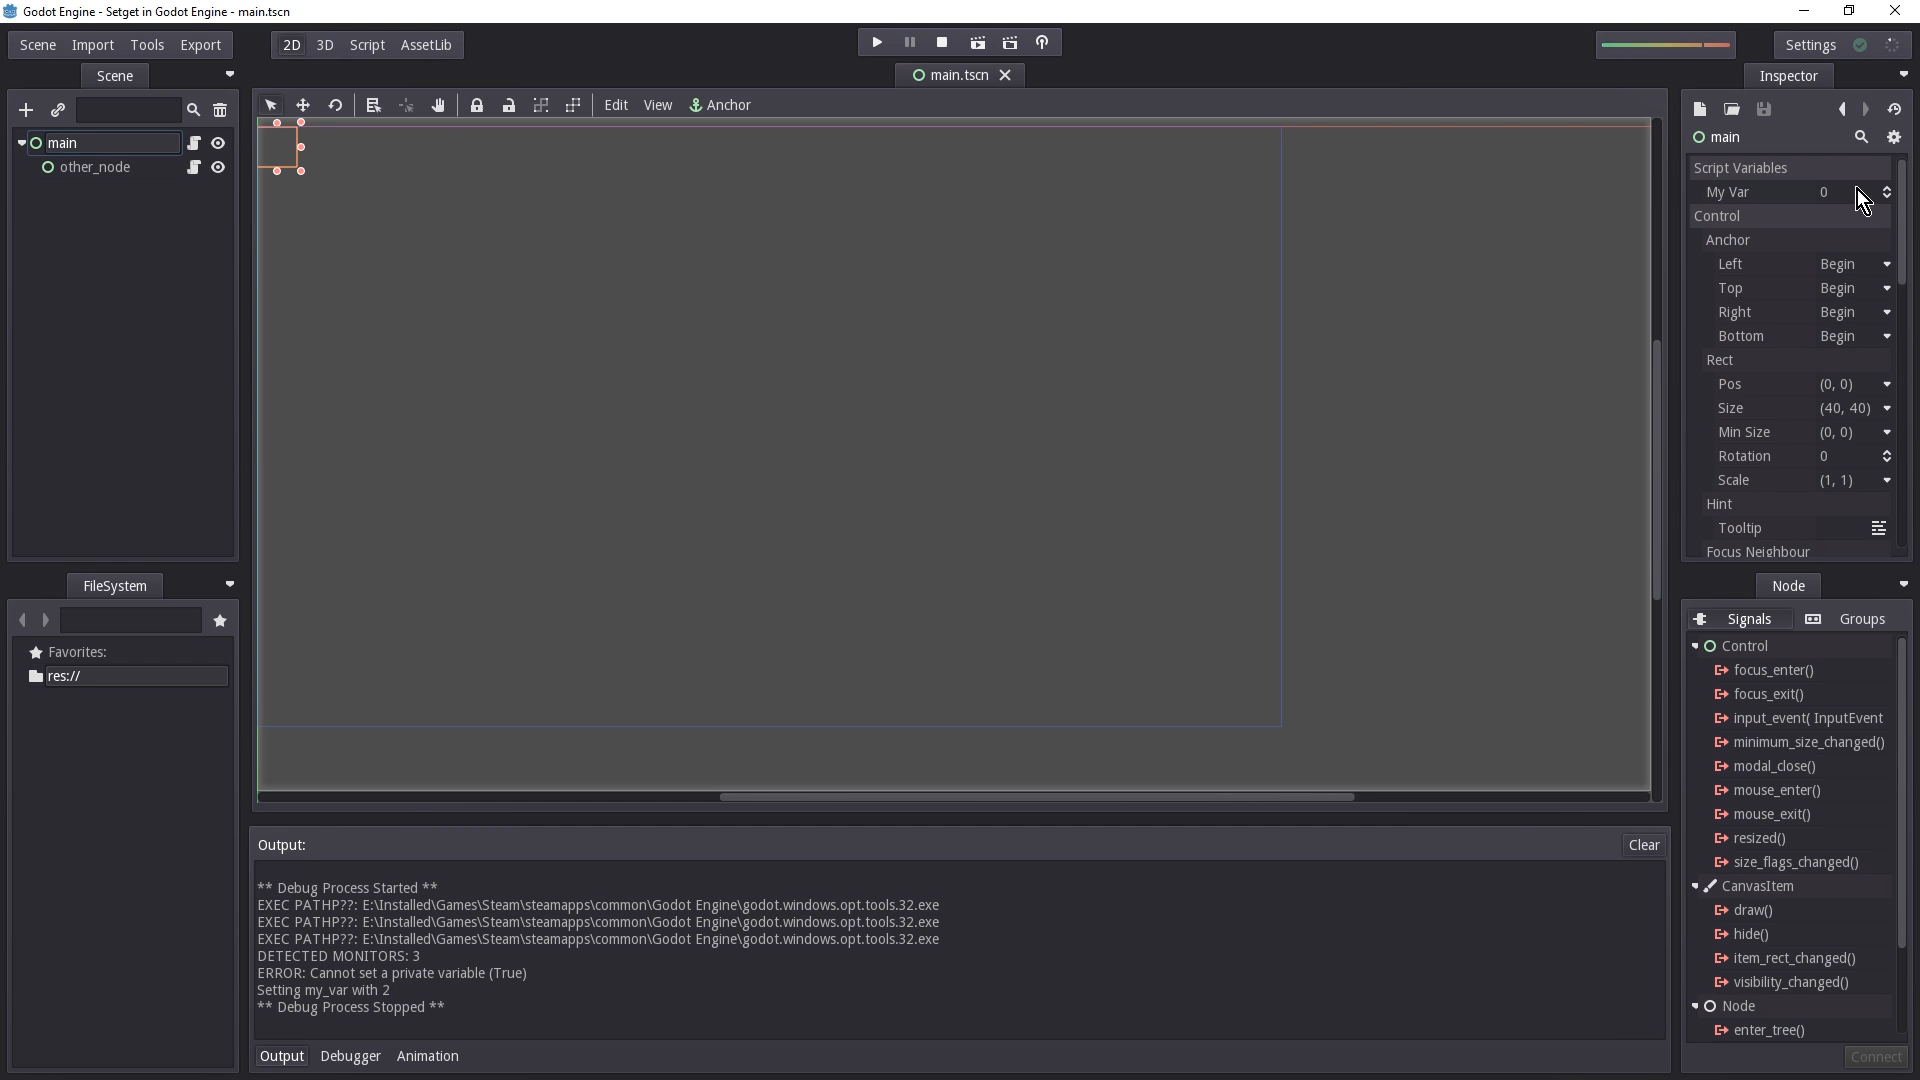 Godot Engine - Setget in Godot Engine - main.tscn
Scene Import Tools Export
2D 3D Script AssetLib
Settings
Scene
main.tscn
Inspector
Edit View Anchor
main
other_node
main
Script Variables
My Var 0
Control
Anchor
Left Begin
Top Begin
Right Begin
Bottom Begin
Rect
Pos (0, 0)
Size (40, 40)
Min Size (0, 0)
Rotation 0
Scale (1, 1)
Hint
Tooltip
Focus Neighbour
FileSystem
Favorites:
res://
Node
Signals Groups
Control
focus_enter()
focus_exit()
input_event( InputEvent
minimum_size_changed()
modal_close()
mouse_enter()
mouse_exit()
resized()
size_flags_changed()
CanvasItem
draw()
hide()
item_rect_changed()
visibility_changed()
Node
enter_tree()
Connect
Output:
Clear
** Debug Process Started **
EXEC PATHP??: E:\Installed\Games\Steam\steamapps\common\Godot Engine\godot.windows.opt.tools.32.exe
EXEC PATHP??: E:\Installed\Games\Steam\steamapps\common\Godot Engine\godot.windows.opt.tools.32.exe
EXEC PATHP??: E:\Installed\Games\Steam\steamapps\common\Godot Engine\godot.windows.opt.tools.32.exe
DETECTED MONITORS: 3
ERROR: Cannot set a private variable (True)
Setting my_var with 2
** Debug Process Stopped **
Output Debugger Animation